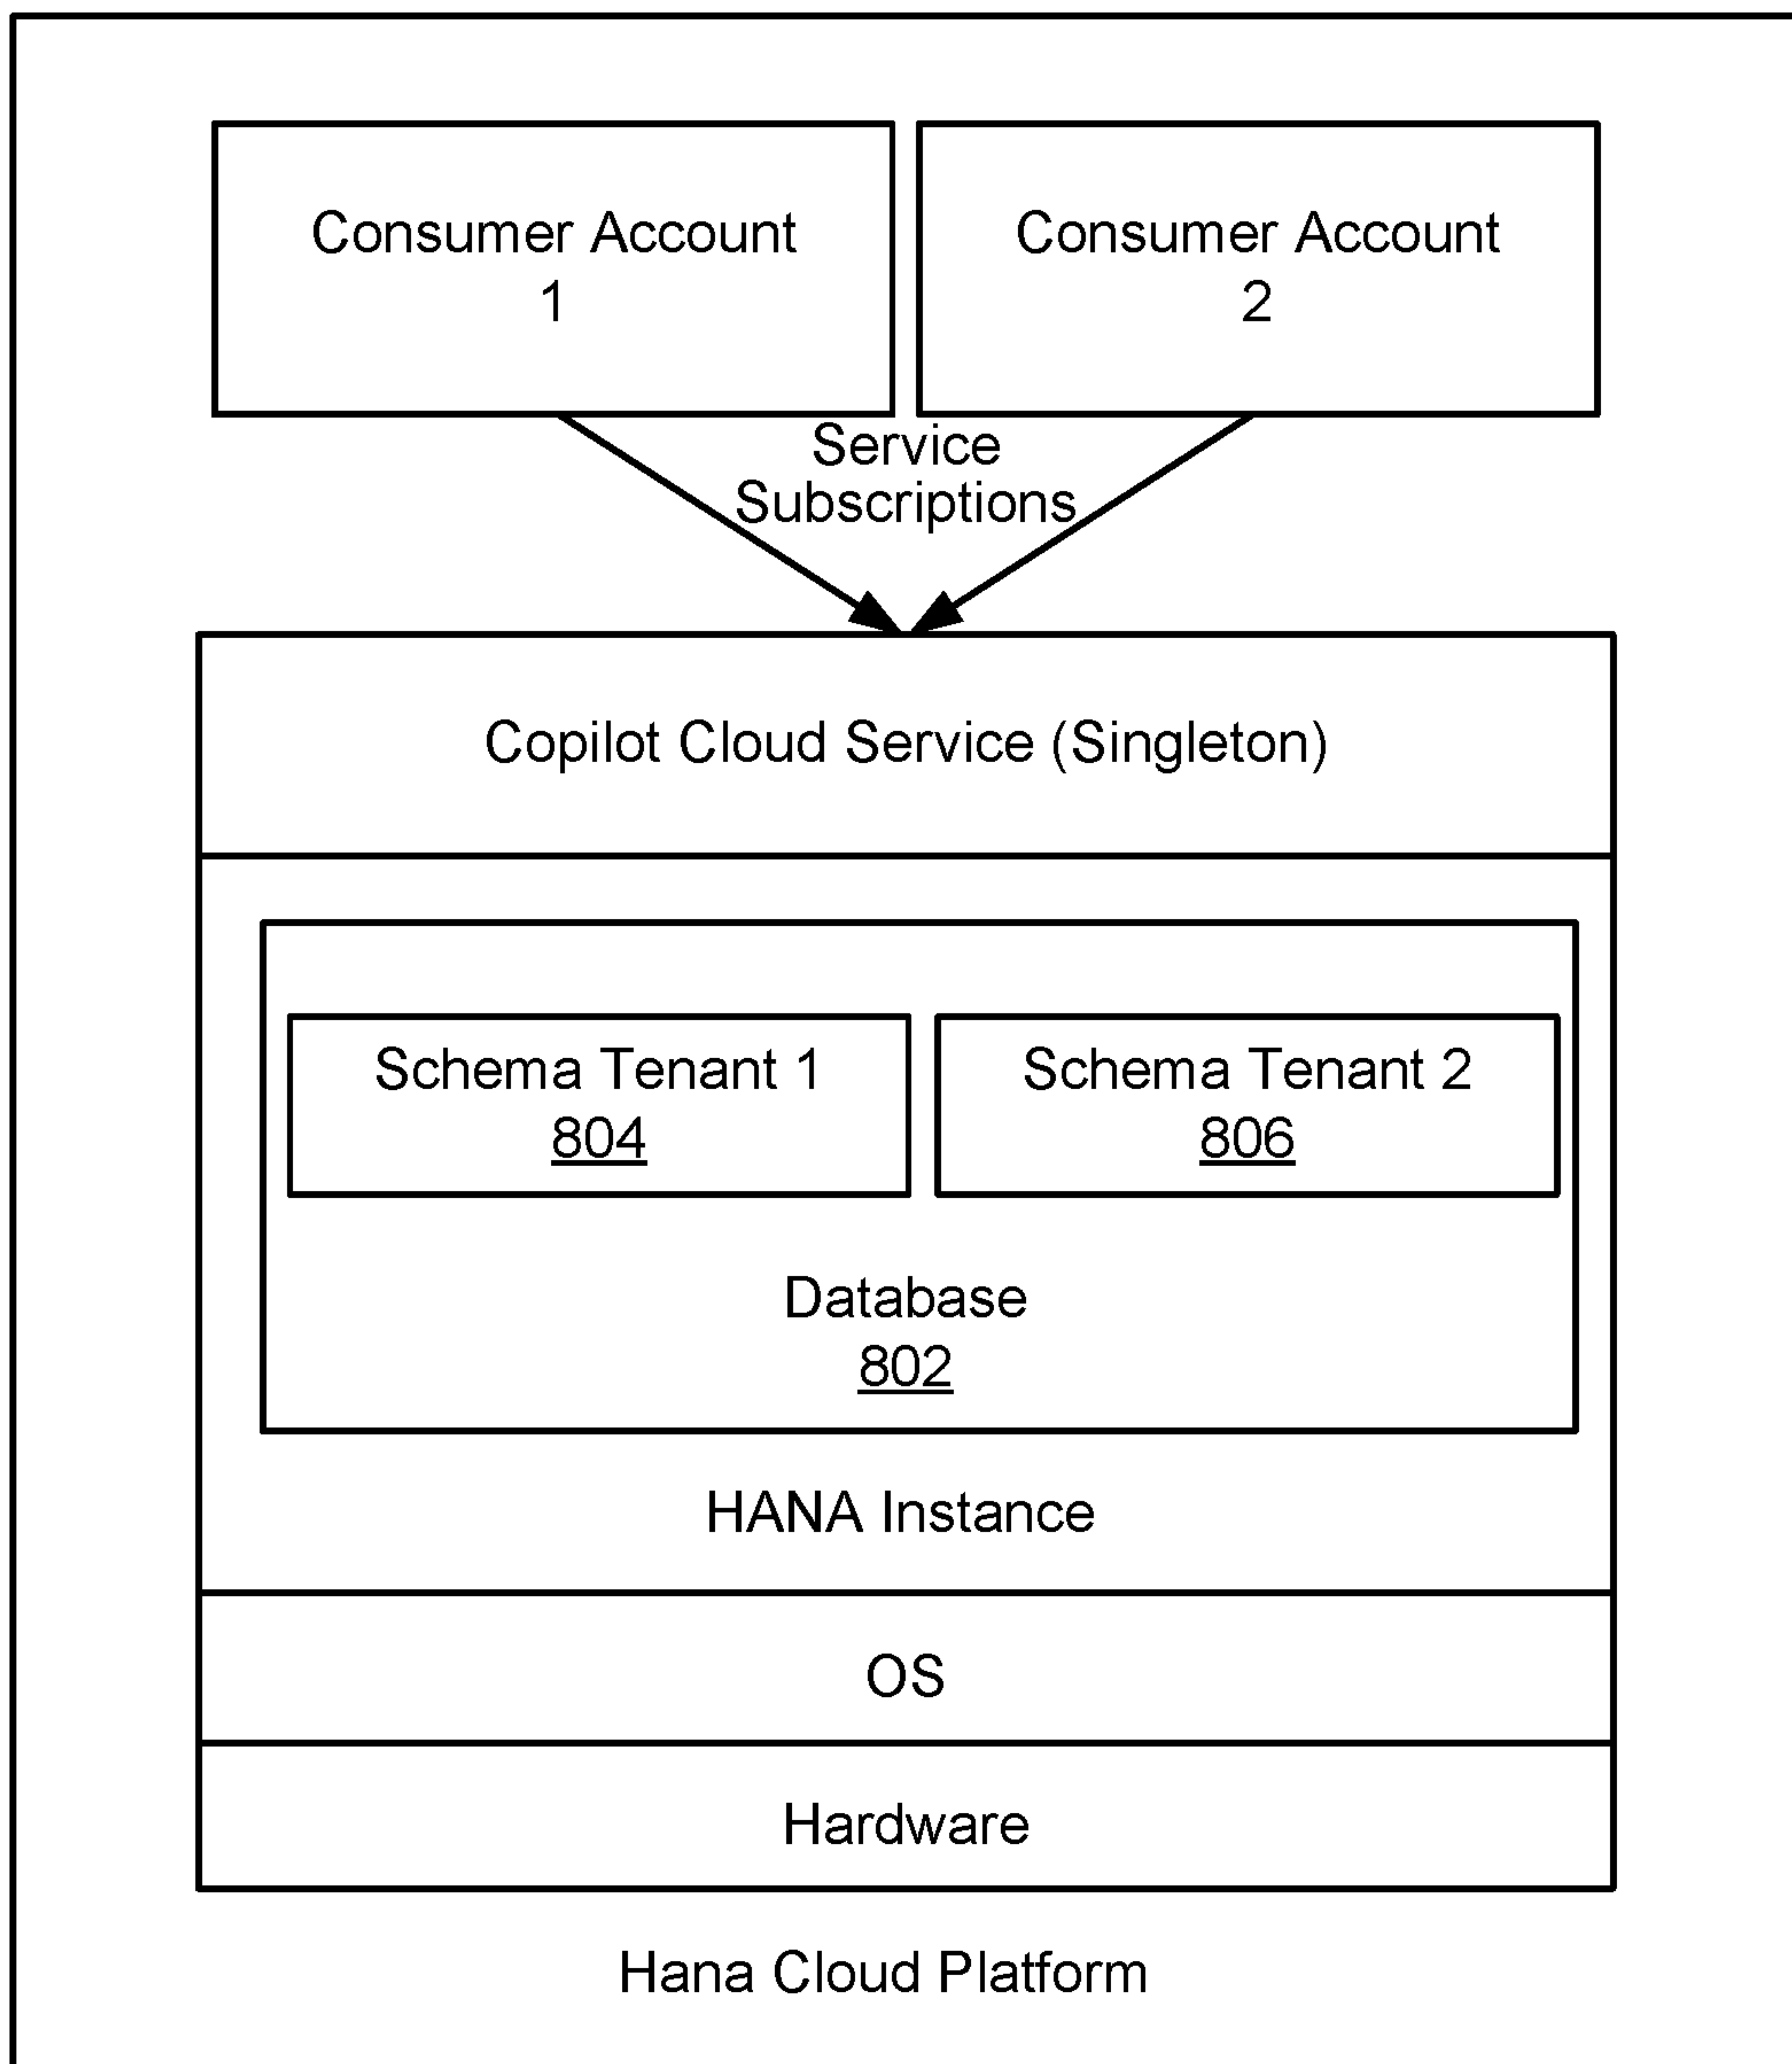 Consumer Account
1
Consumer Account
2
Service
Subscriptions
Copilot Cloud Service (Singleton)
Schema Tenant 1
804
Schema Tenant 2
806
Database
802
HANA Instance
OS
Hardware
Hana Cloud Platform